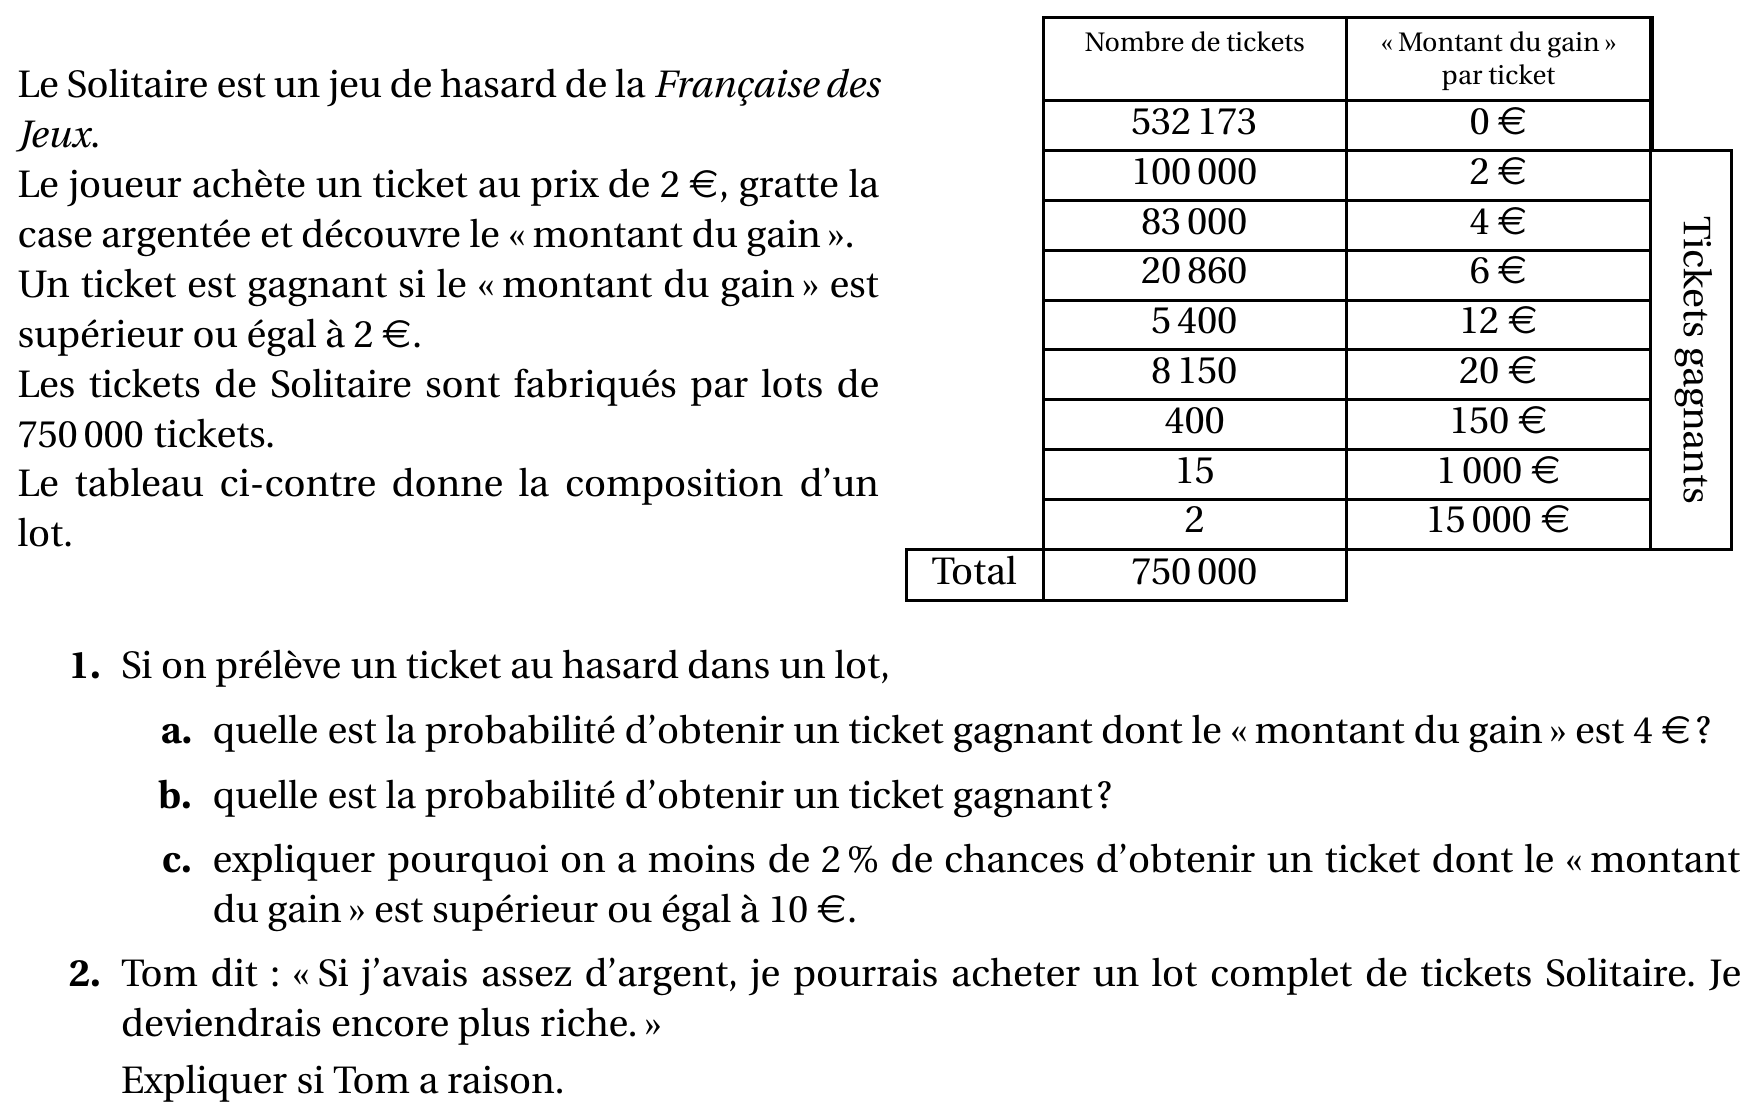 Le Solitaire est un jeu de hasard de la Française des
Jeux.
Le joueur achète un ticket au prix de 2 €, gratte la
case argentée et découvre le « montant du gain ».
Un ticket est gagnant si le « montant du gain » est
supérieur ou égal à 2 €.
Les tickets de Solitaire sont fabriqués par lots de
750 000 tickets.
Le tableau ci-contre donne la composition d’un
lot.
Nombre de tickets « Montant du gain »
par ticket
532 173 0 €
100 000 2 €
83 000 4 €
20 860 6 €
5 400 12 €
8 150 20 €
400 150 €
15 1 000 €
2 15 000 €
Tickets gagnants
Total 750 000
1. Si on prélève un ticket au hasard dans un lot,
a. quelle est la probabilité d’obtenir un ticket gagnant dont le « montant du gain » est 4 € ?
b. quelle est la probabilité d’obtenir un ticket gagnant ?
c. expliquer pourquoi on a moins de 2 % de chances d’obtenir un ticket dont le « montant
du gain » est supérieur ou égal à 10 €.
2. Tom dit : « Si j’avais assez d’argent, je pourrais acheter un lot complet de tickets Solitaire. Je
deviendrais encore plus riche. »
Expliquer si Tom a raison.